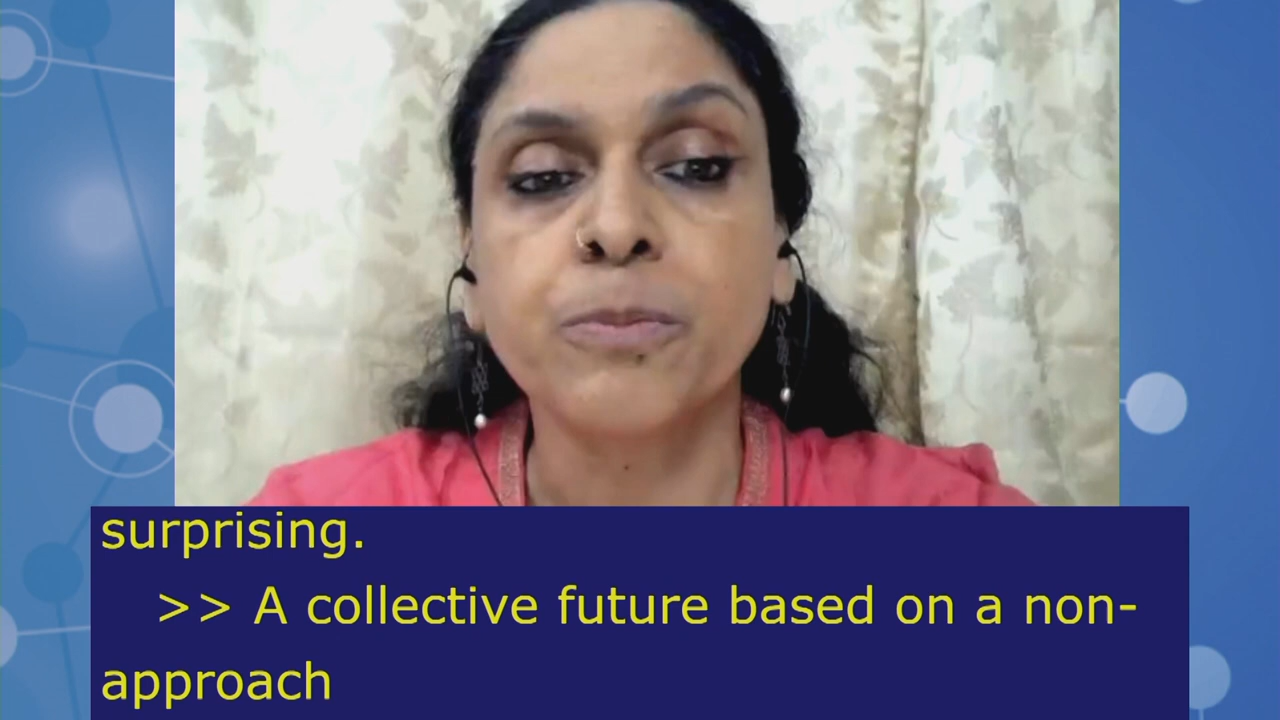 surprising.
>> A collective future based on a non-
approach